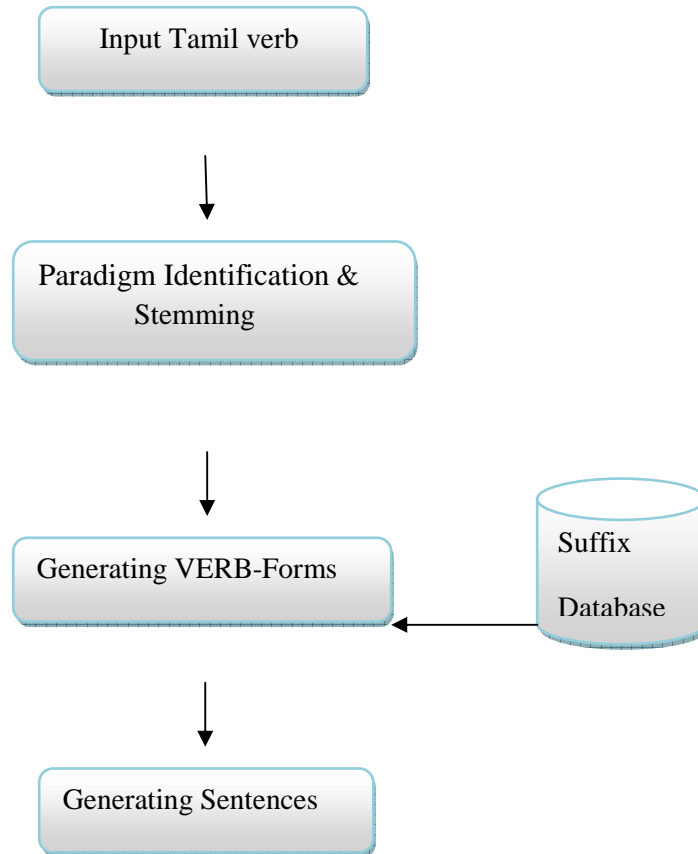 Input Tamil verb
Paradigm Identification &
Stemming
Generating VERB-Forms
Suffix
Database
Generating Sentences